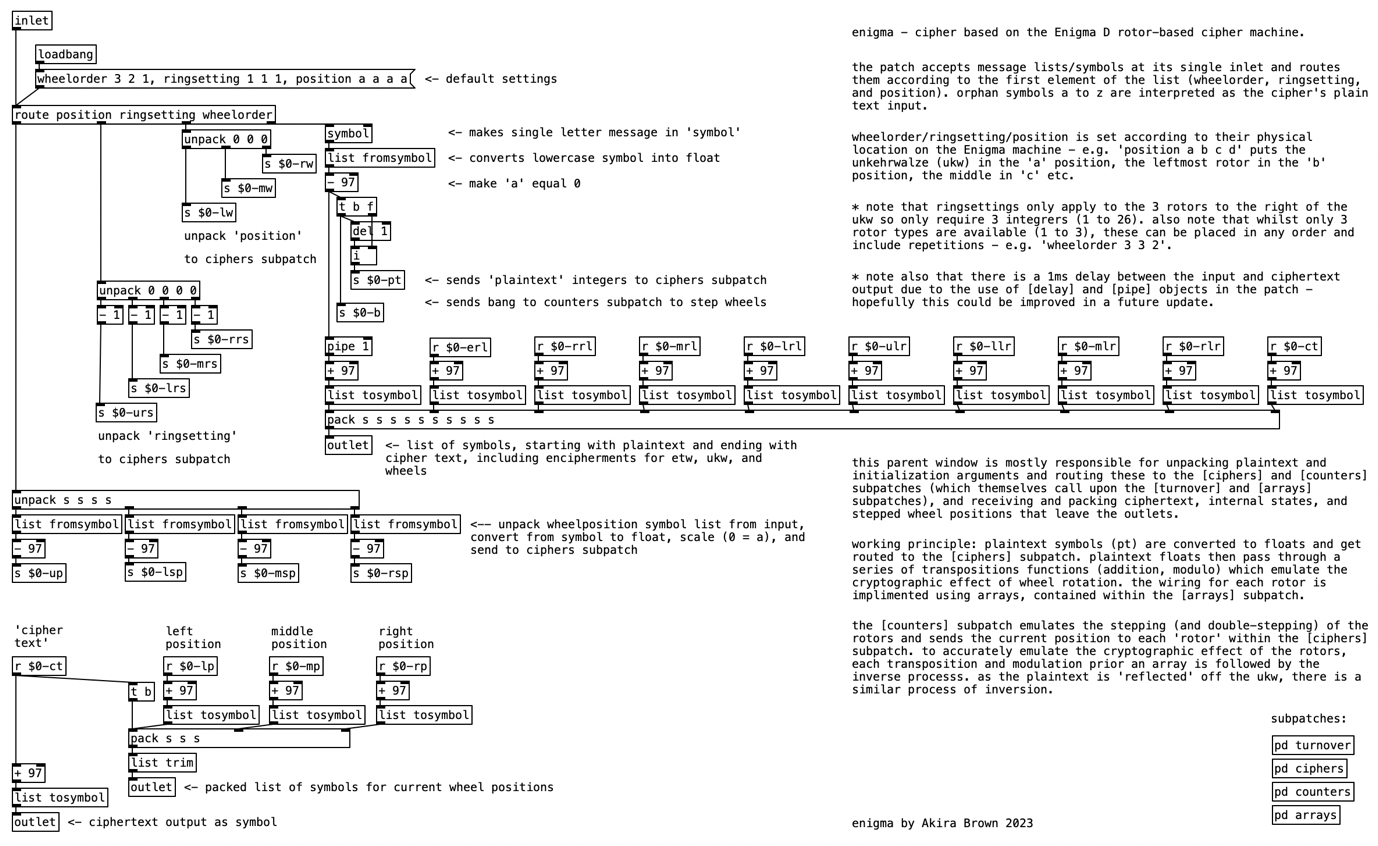 inlet
loadbang
wheelorder 3 2 1, ringsetting 1 1 1, position a a a a
<- default settings
route position ringsetting wheelorder
unpack 0 0 0
s $0-rw
s $0-mw
s $0-lw
unpack 'position'
to ciphers subpatch
symbol
<- makes single letter message in 'symbol'
list fromsymbol
<- converts lowercase symbol into float
- 97
<- make 'a' equal 0
t b f
del 1
i
s $0-pt
<- sends 'plaintext' integers to ciphers subpatch
<- sends bang to counters subpatch to step wheels
s $0-b
unpack 0 0 0 0
- 1
- 1
- 1
- 1
s $0-rrs
s $0-mrs
s $0-lrs
s $0-urs
unpack 'ringsetting'
to ciphers subpatch
pipe 1
r $0-erl
r $0-rrl
r $0-mrl
r $0-lrl
r $0-ulr
r $0-llr
r $0-mlr
r $0-rlr
r $0-ct
+ 97
+ 97
+ 97
+ 97
+ 97
+ 97
+ 97
+ 97
+ 97
+ 97
list tosymbol
list tosymbol
list tosymbol
list tosymbol
list tosymbol
list tosymbol
list tosymbol
list tosymbol
list tosymbol
list tosymbol
pack s s s s s s s s s s
outlet
<- list of symbols, starting with plaintext and ending with
cipher text, including encipherments for etw, ukw, and
wheels
unpack s s s s
list fromsymbol
list fromsymbol
list fromsymbol
list fromsymbol
<-- unpack wheelposition symbol list from input,
convert from symbol to float, scale (0 = a), and
send to ciphers subpatch
- 97
- 97
- 97
- 97
s $0-up
s $0-lsp
s $0-msp
s $0-rsp
'cipher
text'
left
position
middle
position
right
position
r $0-ct
r $0-lp
r $0-mp
r $0-rp
t b
+ 97
+ 97
+ 97
list tosymbol
list tosymbol
list tosymbol
pack s s s
list trim
outlet
<- packed list of symbols for current wheel positions
+ 97
list tosymbol
outlet
<- ciphertext output as symbol
enigma - cipher based on the Enigma D rotor-based cipher machine.
the patch accepts message lists/symbols at its single inlet and routes
them according to the first element of the list (wheelorder, ringsetting,
and position). orphan symbols a to z are interpreted as the cipher's plain
text input.
wheelorder/ringsetting/position is set according to their physical
location on the Enigma machine - e.g. 'position a b c d' puts the
unkehrwalze (ukw) in the 'a' position, the leftmost rotor in the 'b'
position, the middle in 'c' etc.
* note that ringsettings only apply to the 3 rotors to the right of the
ukw so only require 3 integrers (1 to 26). also note that whilst only 3
rotor types are available (1 to 3), these can be placed in any order and
include repetitions - e.g. 'wheelorder 3 3 2'.
* note also that there is a 1ms delay between the input and ciphertext
output due to the use of [delay] and [pipe] objects in the patch -
hopefully this could be improved in a future update.
this parent window is mostly responsible for unpacking plaintext and
initialization arguments and routing these to the [ciphers] and [counters]
subpatches (which themselves call upon the [turnover] and [arrays]
subpatches), and receiving and packing ciphertext, internal states, and
stepped wheel positions that leave the outlets.
working principle: plaintext symbols (pt) are converted to floats and get
routed to the [ciphers] subpatch. plaintext floats then pass through a
series of transpositions functions (addition, modulo) which emulate the
cryptographic effect of wheel rotation. the wiring for each rotor is
implimented using arrays, contained within the [arrays] subpatch.
the [counters] subpatch emulates the stepping (and double-stepping) of the
rotors and sends the current position to each 'rotor' within the [ciphers]
subpatch. to accurately emulate the cryptographic effect of the rotors,
each transposition and modulation prior an array is followed by the
inverse processs. as the plaintext is 'reflected' off the ukw, there is a
similar process of inversion.
subpatches:
pd turnover
pd ciphers
pd counters
pd arrays
enigma by Akira Brown 2023